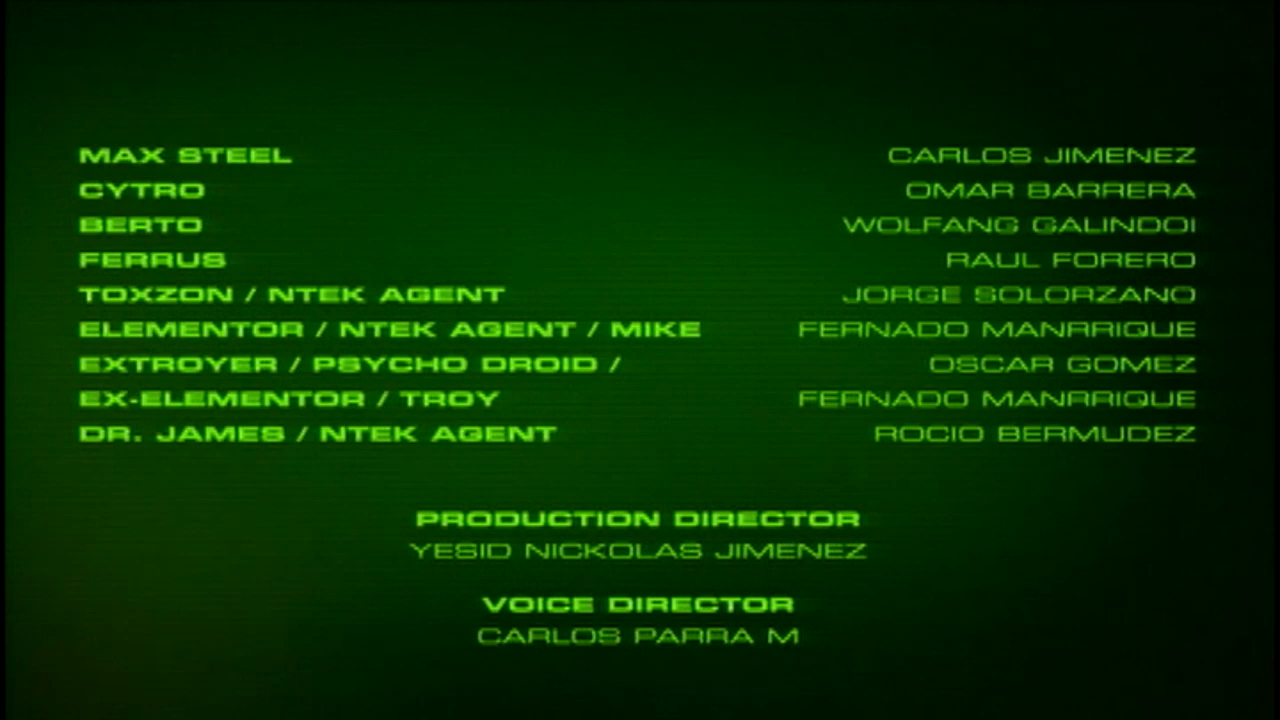 MAX STEEL CARLOS JIMENEZ
CYTRO OMAR BARRERA
BERTO WOLFANG GALINDOI
FERRUS RAUL FORERO
TOXZON / NTEK AGENT JORGE SOLORZANO
ELEMENTOR / NTEK AGENT / MIKE FERNADO MANRRIQUE
EXTROYER / PSYCHO DROID / OSCAR GOMEZ
EX-ELEMENTOR / TROY FERNADO MANRRIQUE
DR. JAMES / NTEK AGENT ROCIO BERMUDEZ
PRODUCTION DIRECTOR
YESID NICKOLAS JIMENEZ
VOICE DIRECTOR
CARLOS PARRA M